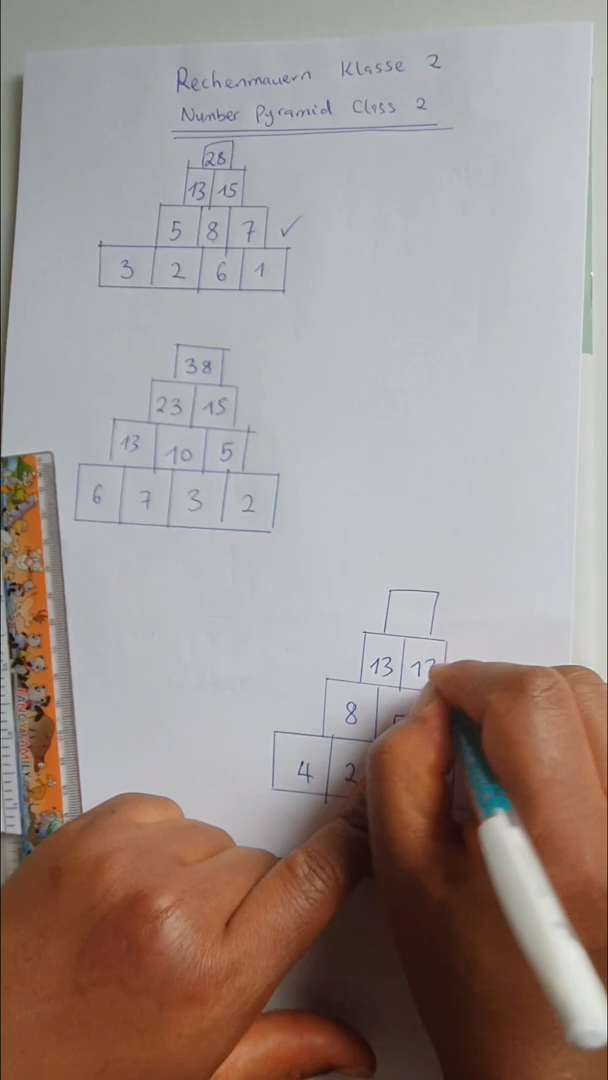 Rechenmauern Klasse 2
Number Pyramid Class 2
28
13 15
5 8 7 ✓
3 2 6 1
38
23 15
13 10 5
6 7 3 2
13
8
4 2